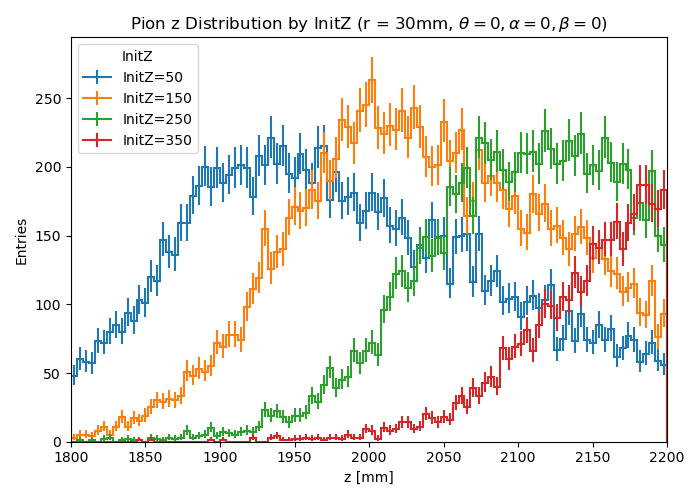 Pion z Distribution by InitZ (r = 30mm, θ = 0, α = 0, β = 0)
InitZ
InitZ=50
InitZ=150
InitZ=250
InitZ=350
Entries
250
200
150
100
50
0
1800 1850 1900 1950 2000 2050 2100 2150 2200
z [mm]